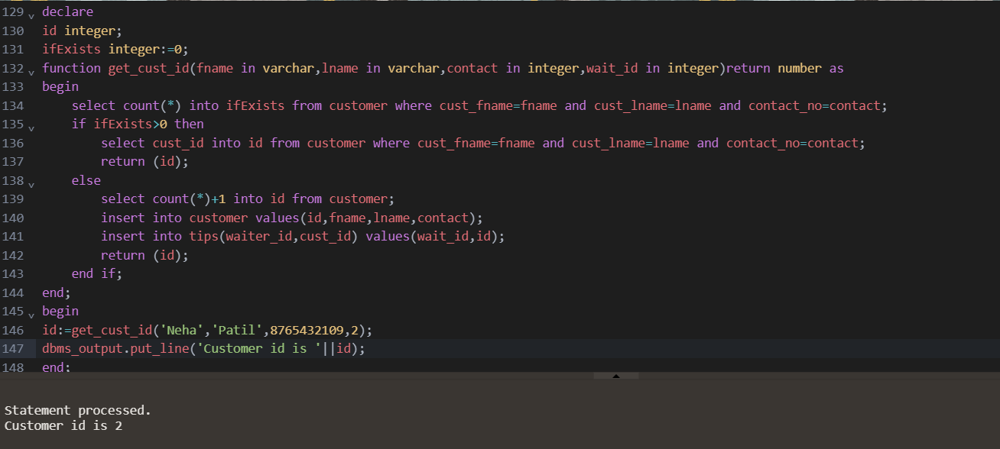 129 declare
130 id integer;
131 ifExists integer:=0;
132 function get_cust_id(fname in varchar,lname in varchar,contact in integer,wait_id in integer)return number as
133 begin
134     select count(*) into ifExists from customer where cust_fname=fname and cust_lname=lname and contact_no=contact;
135     if ifExists>0 then
136         select cust_id into id from customer where cust_fname=fname and cust_lname=lname and contact_no=contact;
137         return (id);
138     else
139         select count(*)+1 into id from customer;
140         insert into customer values(id,fname,lname,contact);
141         insert into tips(waiter_id,cust_id) values(wait_id,id);
142         return (id);
143     end if;
144 end;
145 begin
146 id:=get_cust_id('Neha','Patil',8765432109,2);
147 dbms_output.put_line('Customer id is '||id);
148 end;
Statement processed.
Customer id is 2